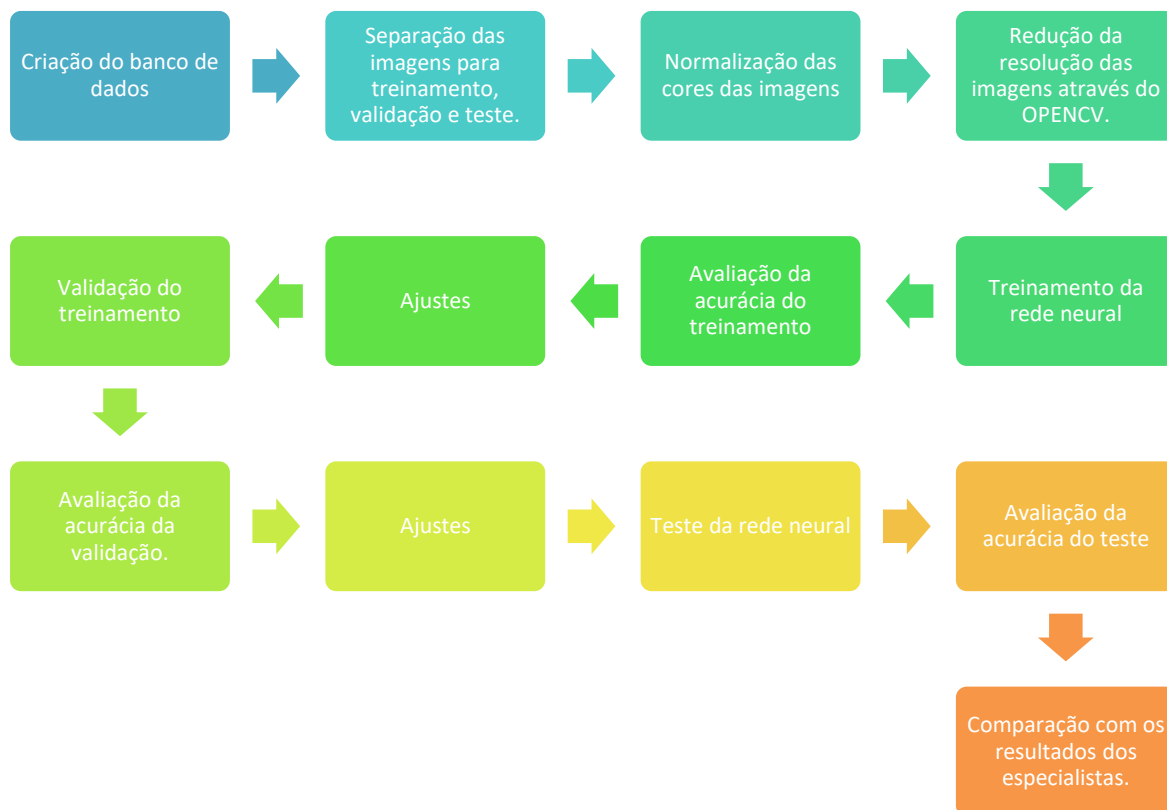 Criação do banco de
dados
Separação das
imagens para
treinamento,
validação e teste.
Normalização das
cores das imagens
Redução da
resolução das
imagens através do
OPENCV.
Treinamento da
rede neural
Avaliação da
acurácia do
treinamento
Ajustes
Validação do
treinamento
Avaliação da
acurácia da
validação.
Ajustes
Teste da rede neural
Avaliação da
acurácia do teste
Comparação com os
resultados dos
especialistas.